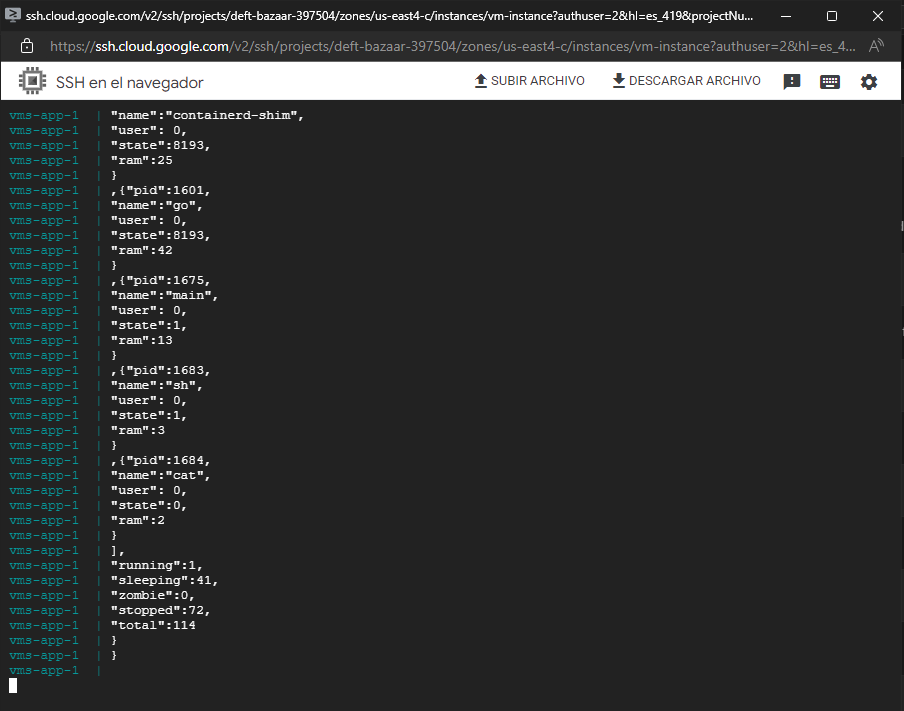 ssh.cloud.google.com/v2/ssh/projects/deft-bazaar-397504/zones/us-east4-c/instances/vm-instance?authuser=2&hl=es_419&projectNu...
https://ssh.cloud.google.com/v2/ssh/projects/deft-bazaar-397504/zones/us-east4-c/instances/vm-instance?authuser=2&hl=es_4... A
SSH en el navegador SUBIR ARCHIVO DESCARGAR ARCHIVO
vms-app-1 | "name":"containerd-shim",
vms-app-1 | "user": 0,
vms-app-1 | "state":8193,
vms-app-1 | "ram":25
vms-app-1 | }
vms-app-1 | ,{"pid":1601,
vms-app-1 | "name":"go",
vms-app-1 | "user": 0,
vms-app-1 | "state":8193,
vms-app-1 | "ram":42
vms-app-1 | }
vms-app-1 | ,{"pid":1675,
vms-app-1 | "name":"main",
vms-app-1 | "user": 0,
vms-app-1 | "state":1,
vms-app-1 | "ram":13
vms-app-1 | }
vms-app-1 | ,{"pid":1683,
vms-app-1 | "name":"sh",
vms-app-1 | "user": 0,
vms-app-1 | "state":1,
vms-app-1 | "ram":3
vms-app-1 | }
vms-app-1 | ,{"pid":1684,
vms-app-1 | "name":"cat",
vms-app-1 | "user": 0,
vms-app-1 | "state":0,
vms-app-1 | "ram":2
vms-app-1 | }
vms-app-1 | ],
vms-app-1 | "running":1,
vms-app-1 | "sleeping":41,
vms-app-1 | "zombie":0,
vms-app-1 | "stopped":72,
vms-app-1 | "total":114
vms-app-1 | }
vms-app-1 | }
vms-app-1 |